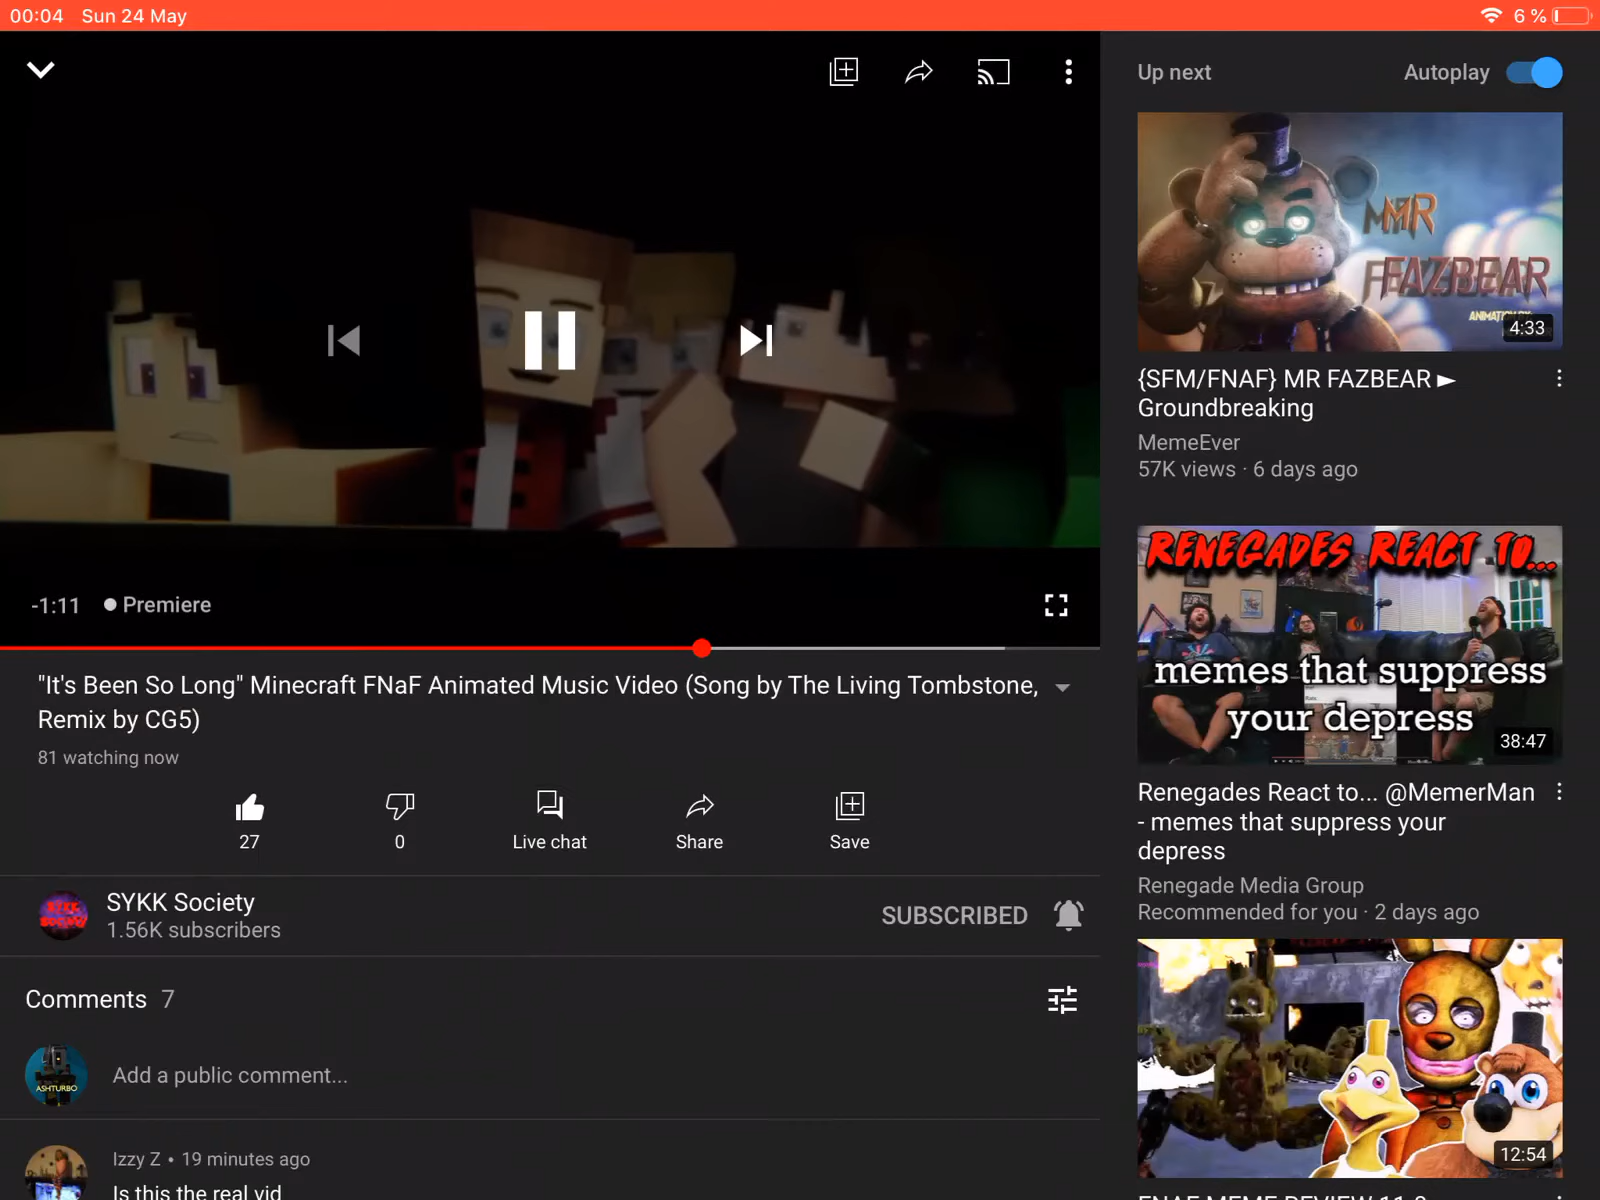 00:04 Sun 24 May
6 %
Up next
Autoplay
MR
FAZBEAR
4:33
{SFM/FNAF} MR FAZBEAR ►
Groundbreaking
MemeEver
57K views · 6 days ago
-1:11 ● Premiere
"It's Been So Long" Minecraft FNaF Animated Music Video (Song by The Living Tombstone,
Remix by CG5)
81 watching now
27
0
Live chat
Share
Save
SYKK Society
SYKK
SOCIETY
1.56K subscribers
SUBSCRIBED
Comments 7
ASHTURBO
Add a public comment...
Izzy Z • 19 minutes ago
Is this the real vid
RENEGADES REACT TO...
memes that suppress
your depress
38:47
Renegades React to... @MemerMan
- memes that suppress your
depress
Renegade Media Group
Recommended for you · 2 days ago
12:54